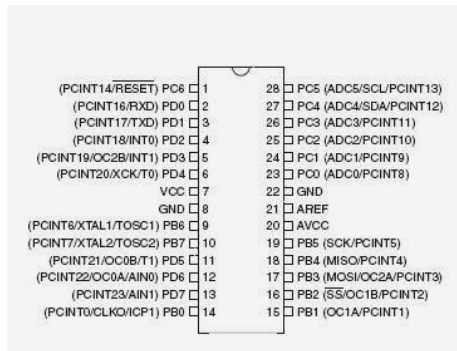 (PCINT14/RESET) PC6 1 28 PC5 (ADC5/SCL/PCINT13)
(PCINT16/RXD) PD0 2 27 PC4 (ADC4/SDA/PCINT12)
(PCINT17/TXD) PD1 3 26 PC3 (ADC3/PCINT11)
(PCINT18/INT0) PD2 4 25 PC2 (ADC2/PCINT10)
(PCINT19/OC2B/INT1) PD3 5 24 PC1 (ADC1/PCINT9)
(PCINT20/XCK/T0) PD4 6 23 PC0 (ADC0/PCINT8)
VCC 7 22 GND
GND 8 21 AREF
(PCINT6/XTAL1/TOSC1) PB6 9 20 AVCC
(PCINT7/XTAL2/TOSC2) PB7 10 19 PB5 (SCK/PCINT5)
(PCINT21/OC0B/T1) PD5 11 18 PB4 (MISO/PCINT4)
(PCINT22/OC0A/AIN0) PD6 12 17 PB3 (MOSI/OC2A/PCINT3)
(PCINT23/AIN1) PD7 13 16 PB2 (SS/OC1B/PCINT2)
(PCINT0/CLKO/ICP1) PB0 14 15 PB1 (OC1A/PCINT1)